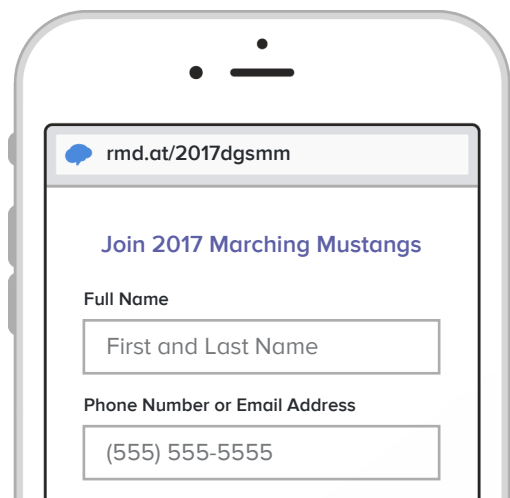 rmd.at/2017dgsmm
Join 2017 Marching Mustangs
Full Name
First and Last Name
Phone Number or Email Address
(555) 555-5555